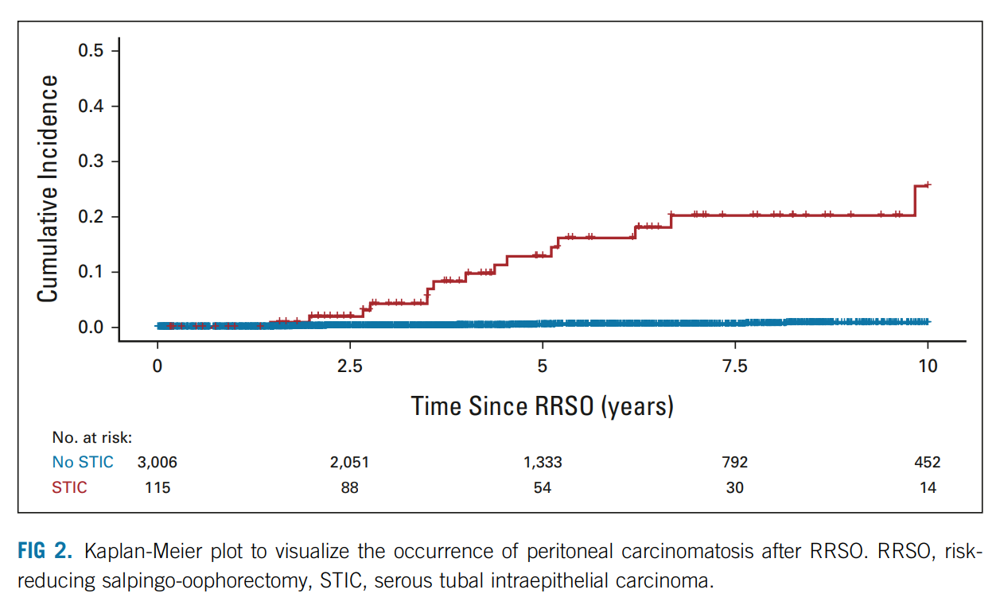 0.5
0.4
0.3
0.2
0.1
0.0
Cumulative Incidence
0 2.5 5 7.5 10
Time Since RRSO (years)
No. at risk:
No STIC 3,006 2,051 1,333 792 452
STIC 115 88 54 30 14
FIG 2. Kaplan-Meier plot to visualize the occurrence of peritoneal carcinomatosis after RRSO. RRSO, risk-
reducing salpingo-oophorectomy, STIC, serous tubal intraepithelial carcinoma.